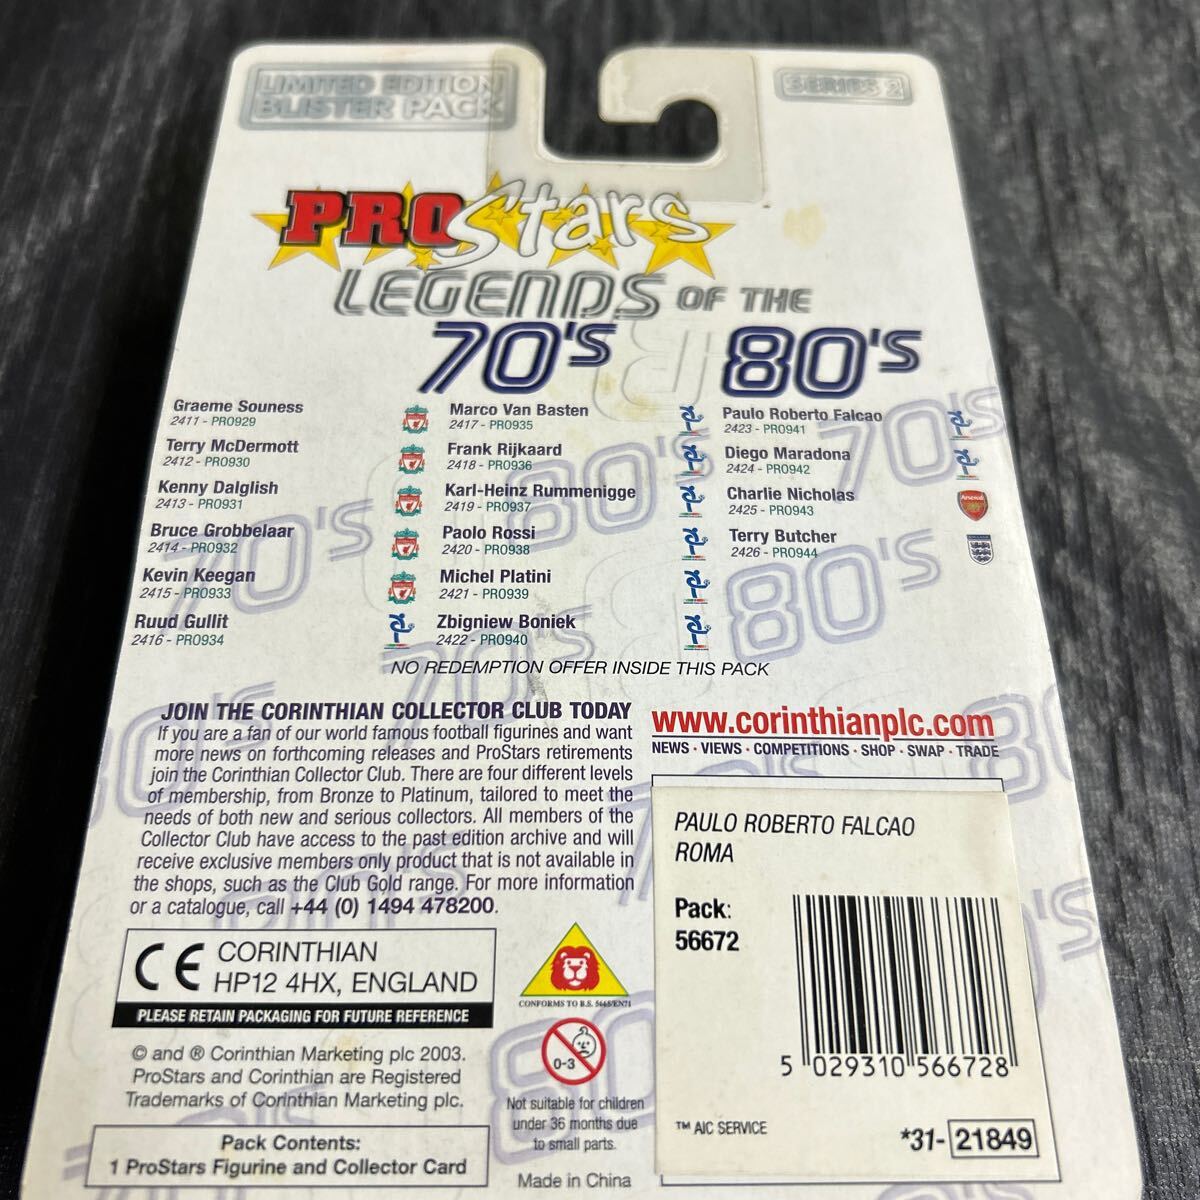 LIMITED EDITION
BLISTER PACK
SERIES 2
PROStars
LEGENDS OF THE
70's 80's
Graeme Souness
2411 - PRO929
Terry McDermott
2412 - PRO930
Kenny Dalglish
2413 - PRO931
Bruce Grobbelaar
2414 - PRO932
Kevin Keegan
2415 - PRO933
Ruud Gullit
2416 - PRO934
Marco Van Basten
2417 - PRO935
Frank Rijkaard
2418 - PRO936
Karl-Heinz Rummenigge
2419 - PRO937
Paolo Rossi
2420 - PRO938
Michel Platini
2421 - PRO939
Zbigniew Boniek
2422 - PRO940
Paulo Roberto Falcao
2423 - PRO941
Diego Maradona
2424 - PRO942
Charlie Nicholas
2425 - PRO943
Terry Butcher
2426 - PRO944
NO REDEMPTION OFFER INSIDE THIS PACK
JOIN THE CORINTHIAN COLLECTOR CLUB TODAY
If you are a fan of our world famous football figurines and want
more news on forthcoming releases and ProStars retirements
join the Corinthian Collector Club. There are four different levels
of membership, from Bronze to Platinum, tailored to meet the
needs of both new and serious collectors. All members of the
Collector Club have access to the past edition archive and will
receive exclusive members only product that is not available in
the shops, such as the Club Gold range. For more information
or a catalogue, call +44 (0) 1494 478200.
www.corinthianplc.com
NEWS · VIEWS · COMPETITIONS · SHOP · SWAP · TRADE
CE CORINTHIAN
HP12 4HX, ENGLAND
PLEASE RETAIN PACKAGING FOR FUTURE REFERENCE
© and ® Corinthian Marketing plc 2003.
ProStars and Corinthian are Registered
Trademarks of Corinthian Marketing plc.
Pack Contents:
1 ProStars Figurine and Collector Card
CONFORMS TO B.S. 5665/EN71
0-3
Not suitable for children
under 36 months due
to small parts.
Made in China
PAULO ROBERTO FALCAO
ROMA
Pack:
56672
5 029310 566728
™ AIC SERVICE
*31-21849